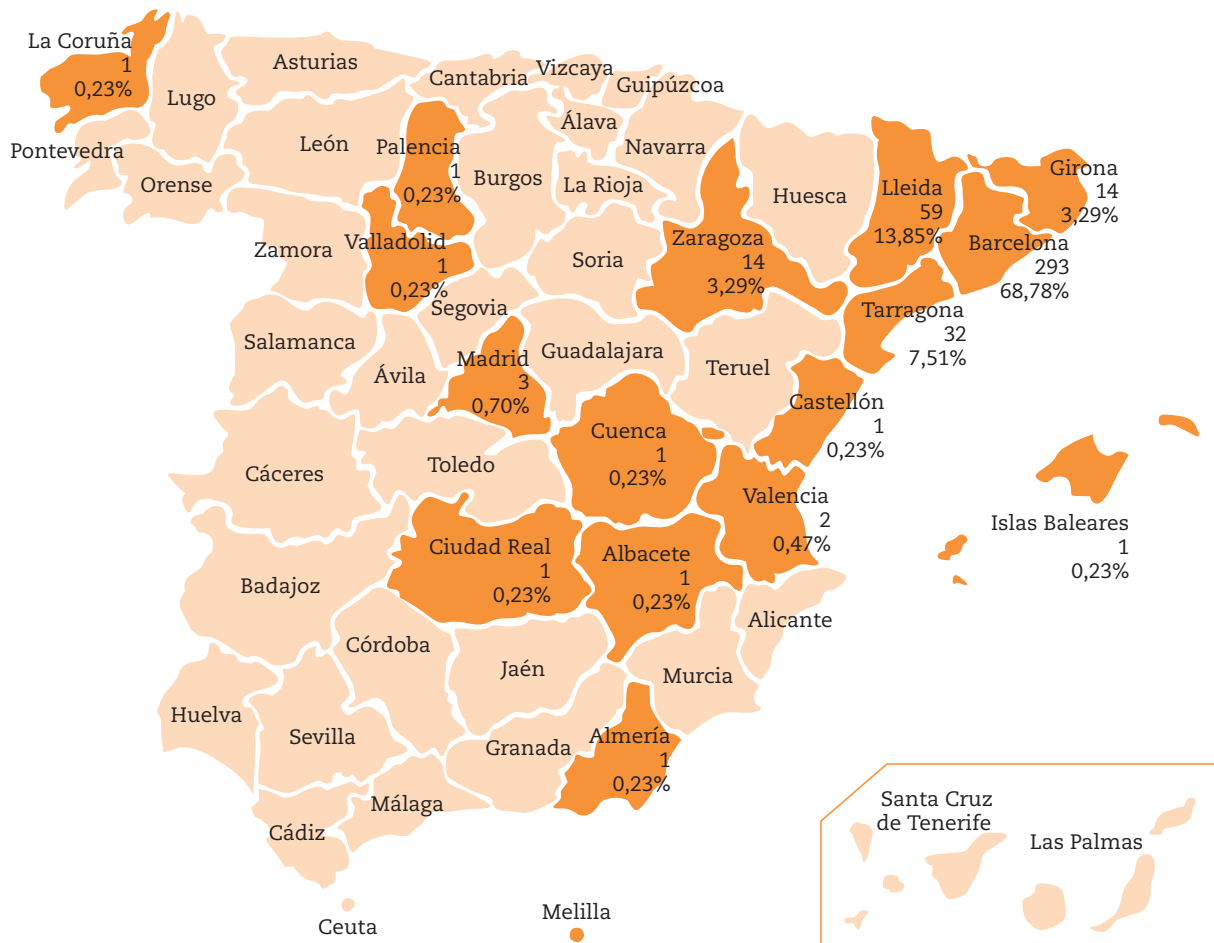 La Coruña
1
0,23%
Lugo
Asturias
Cantabria
Vizcaya
Guipúzcoa
Pontevedra
Orense
León
Palencia
1
0,23%
Burgos
Álava
La Rioja
Navarra
Huesca
Lleida
59
13,85%
Girona
14
3,29%
Barcelona
293
68,78%
Zamora
Valladolid
1
0,23%
Soria
Zaragoza
14
3,29%
Tarragona
32
7,51%
Segovia
Salamanca
Ávila
Madrid
3
0,70%
Guadalajara
Teruel
Castellón
1
0,23%
Cáceres
Toledo
Cuenca
1
0,23%
Valencia
2
0,47%
Islas Baleares
1
0,23%
Badajoz
Ciudad Real
1
0,23%
Albacete
1
0,23%
Alicante
Córdoba
Jaén
Murcia
Huelva
Sevilla
Granada
Almería
1
0,23%
Málaga
Cádiz
Ceuta
Melilla
Santa Cruz
de Tenerife
Las Palmas